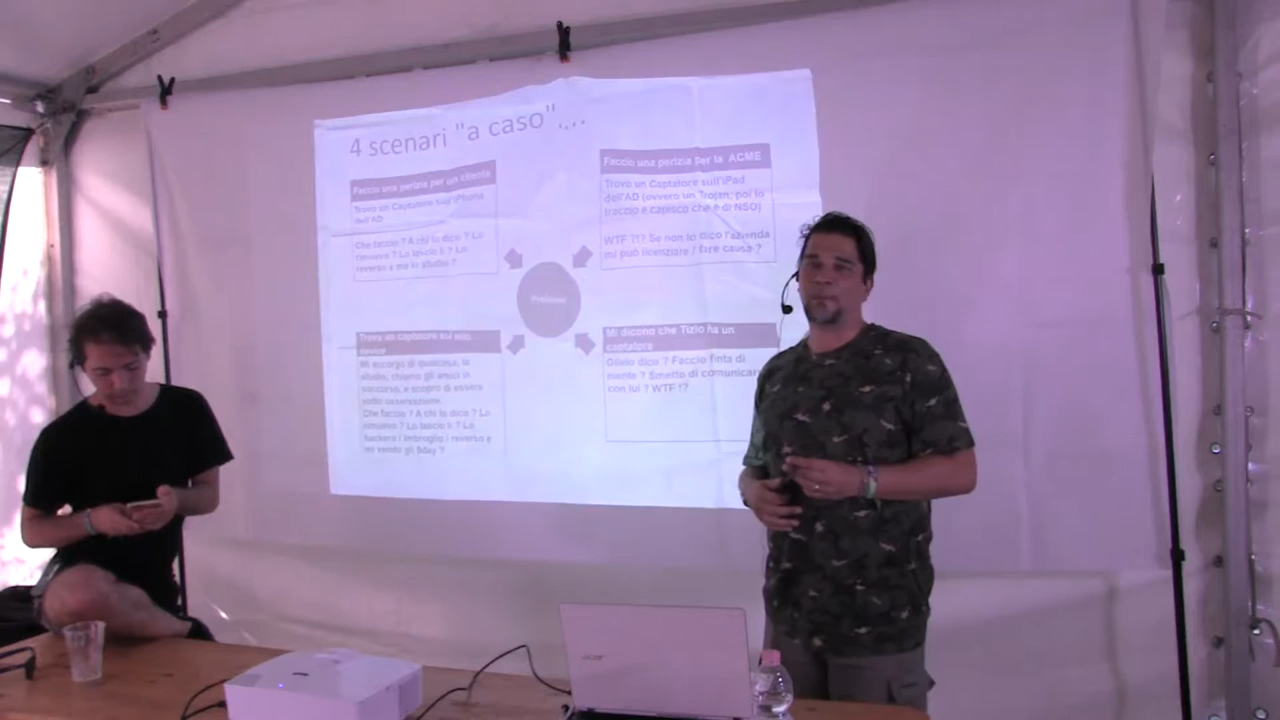 4 scenari "a caso"...
Faccio una perizia per un cliente
Trovo un Captatore sull'iPhone
dell'AD
Che faccio ? A chi lo dico ? Lo
rimuovo ? Lo lascio lì ? Lo
reverso e me lo studio ?
Faccio una perizia per la ACME
Trovo un Captatore sull'iPad
dell'AD (ovvero un Trojan, poi lo
traccio e capisco che è di NSO)
WTF ?!? Se non lo dico l'azienda
mi può licenziare / fare causa ?
Problema
Trovo un captatore sul mio
device
Mi accorgo di qualcosa, lo
studio, chiamo gli amici in
soccorso, e scopro di essere
sotto osservazione.
Che faccio ? A chi lo dico ? Lo
rimuovo ? Lo lascio lì ? Lo
hackero / imbroglio / reverso e
mi vendo gli 0day ?
Mi dicono che Tizio ha un
captatore
Glielo dico ? Faccio finta di
niente ? Smetto di comunicare
con lui ? WTF !?
acer